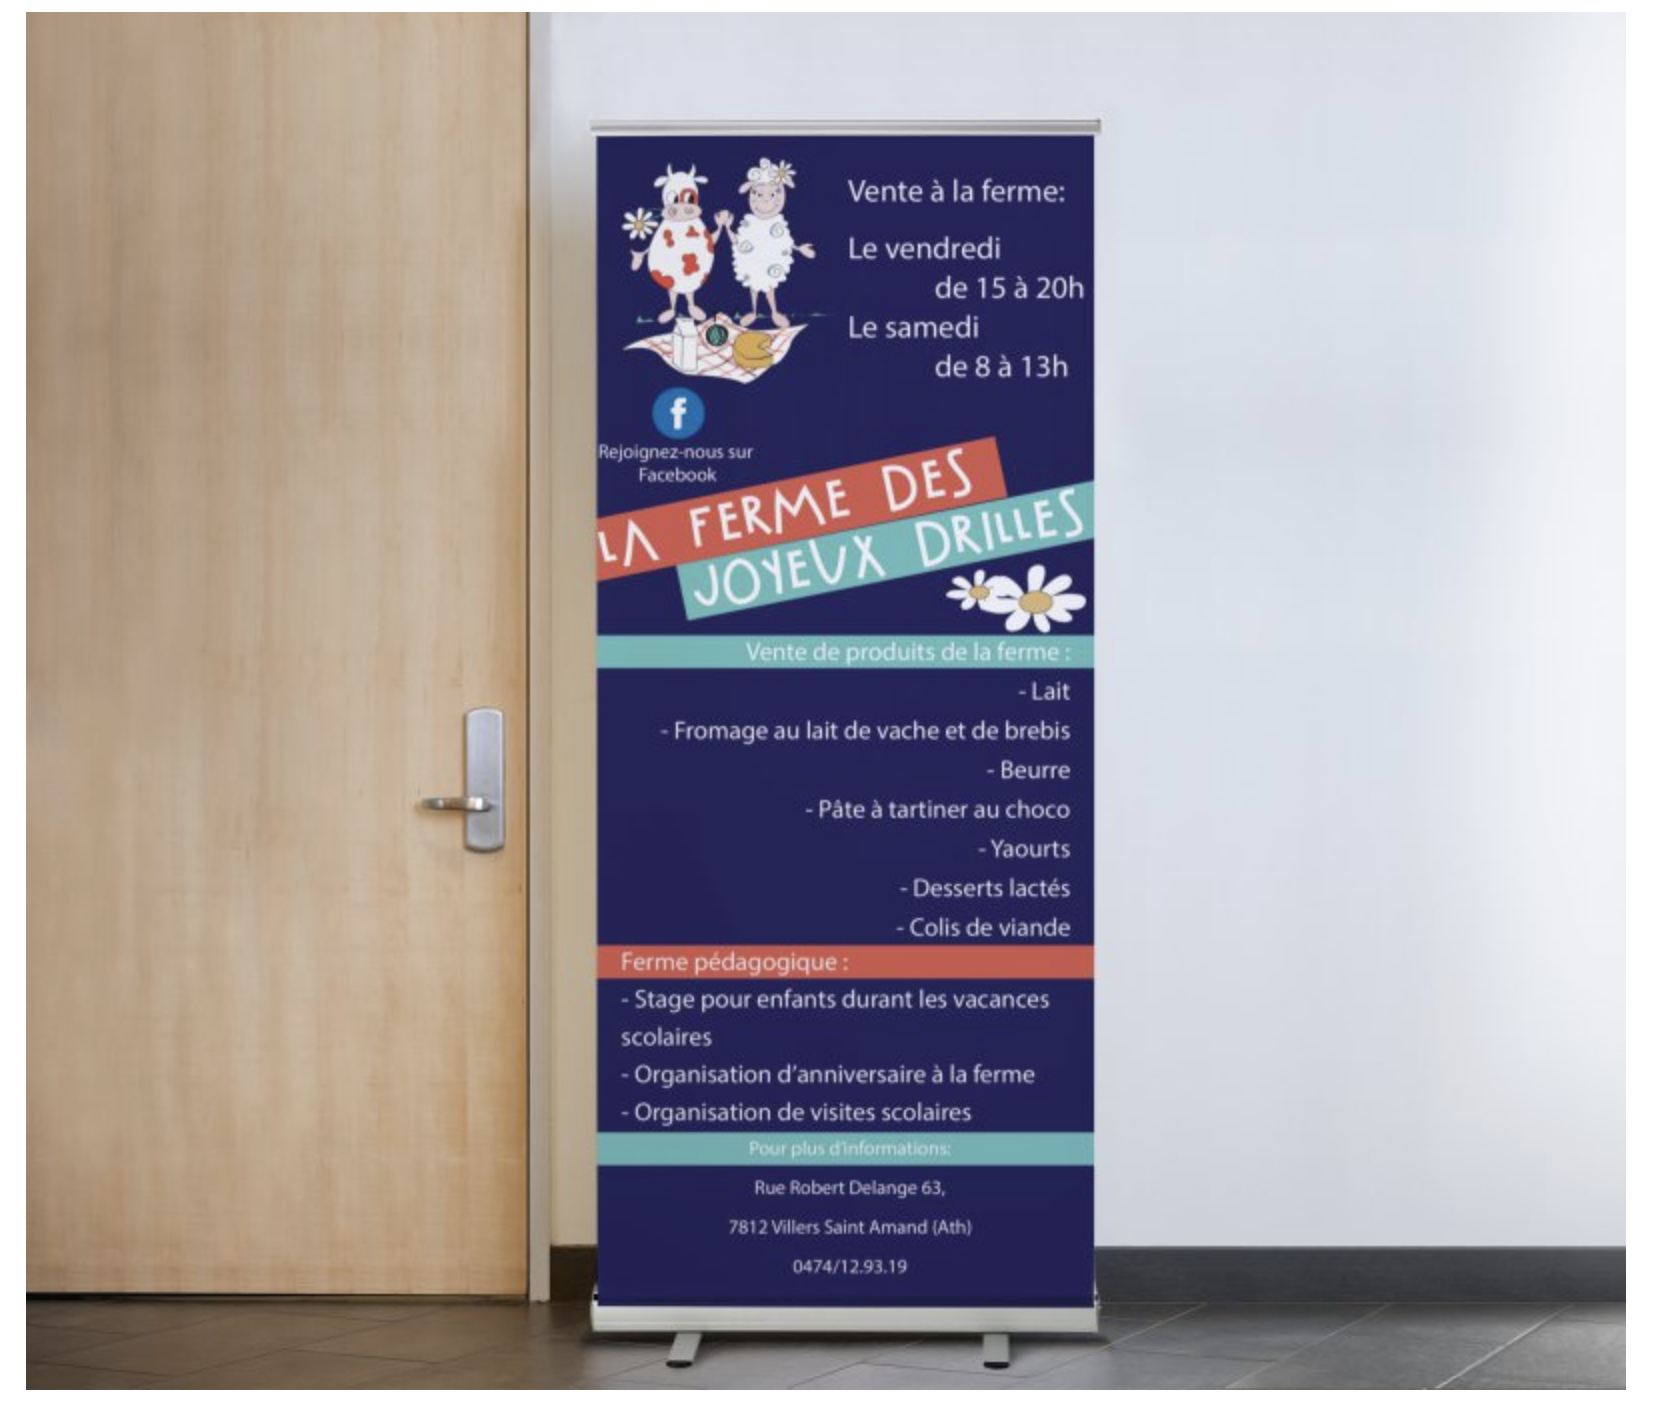 Vente à la ferme:
Le vendredi
de 15 à 20h
Le samedi
de 8 à 13h
f
Rejoignez-nous sur
Facebook
LA FERME DES
JOYEUX DRILLES
Vente de produits de la ferme :
- Lait
- Fromage au lait de vache et de brebis
- Beurre
- Pâte à tartiner au choco
- Yaourts
- Desserts lactés
- Colis de viande
Ferme pédagogique :
- Stage pour enfants durant les vacances
scolaires
- Organisation d'anniversaire à la ferme
- Organisation de visites scolaires
Pour plus d'informations:
Rue Robert Delange 63,
7812 Villers Saint Amand (Ath)
0474/12.93.19